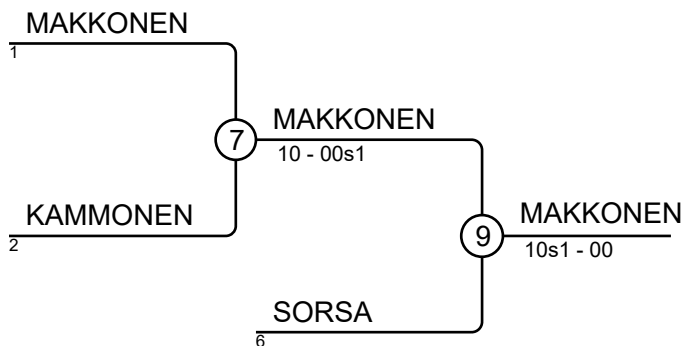 MAKKONEN
1
7
MAKKONEN
10 - 00s1
KAMMONEN
2
9
MAKKONEN
10s1 - 00
SORSA
6